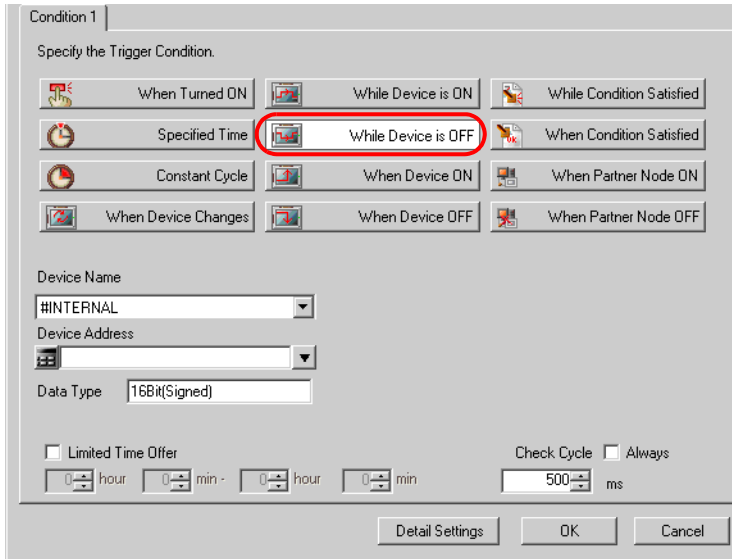 Condition 1
Specify the Trigger Condition.
When Turned ON While Device is ON While Condition Satisfied
Specified Time While Device is OFF When Condition Satisfied
Constant Cycle When Device ON When Partner Node ON
When Device Changes When Device OFF When Partner Node OFF
Device Name
#INTERNAL
Device Address
Data Type 16Bit(Signed)
Limited Time Offer Check Cycle Always
0 hour 0 min - 0 hour 0 min 500 ms
Detail Settings OK Cancel